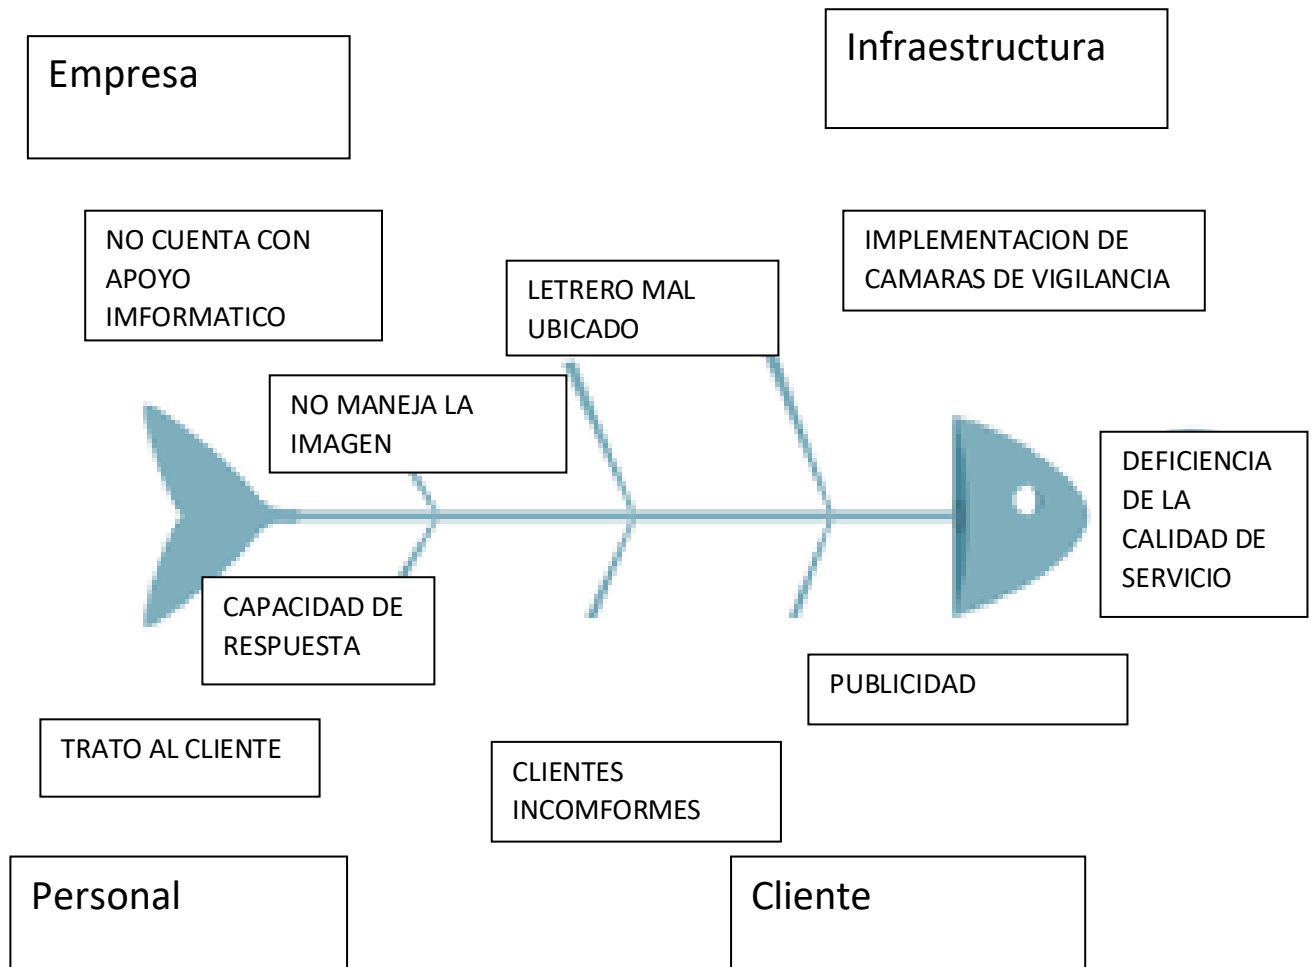 Empresa
Infraestructura
NO CUENTA CON
APOYO
IMFORMATICO
IMPLEMENTACION DE
CAMARAS DE VIGILANCIA
LETRERO MAL
UBICADO
NO MANEJA LA
IMAGEN
DEFICIENCIA
DE LA
CALIDAD DE
SERVICIO
CAPACIDAD DE
RESPUESTA
PUBLICIDAD
TRATO AL CLIENTE
CLIENTES
INCOMFORMES
Personal
Cliente